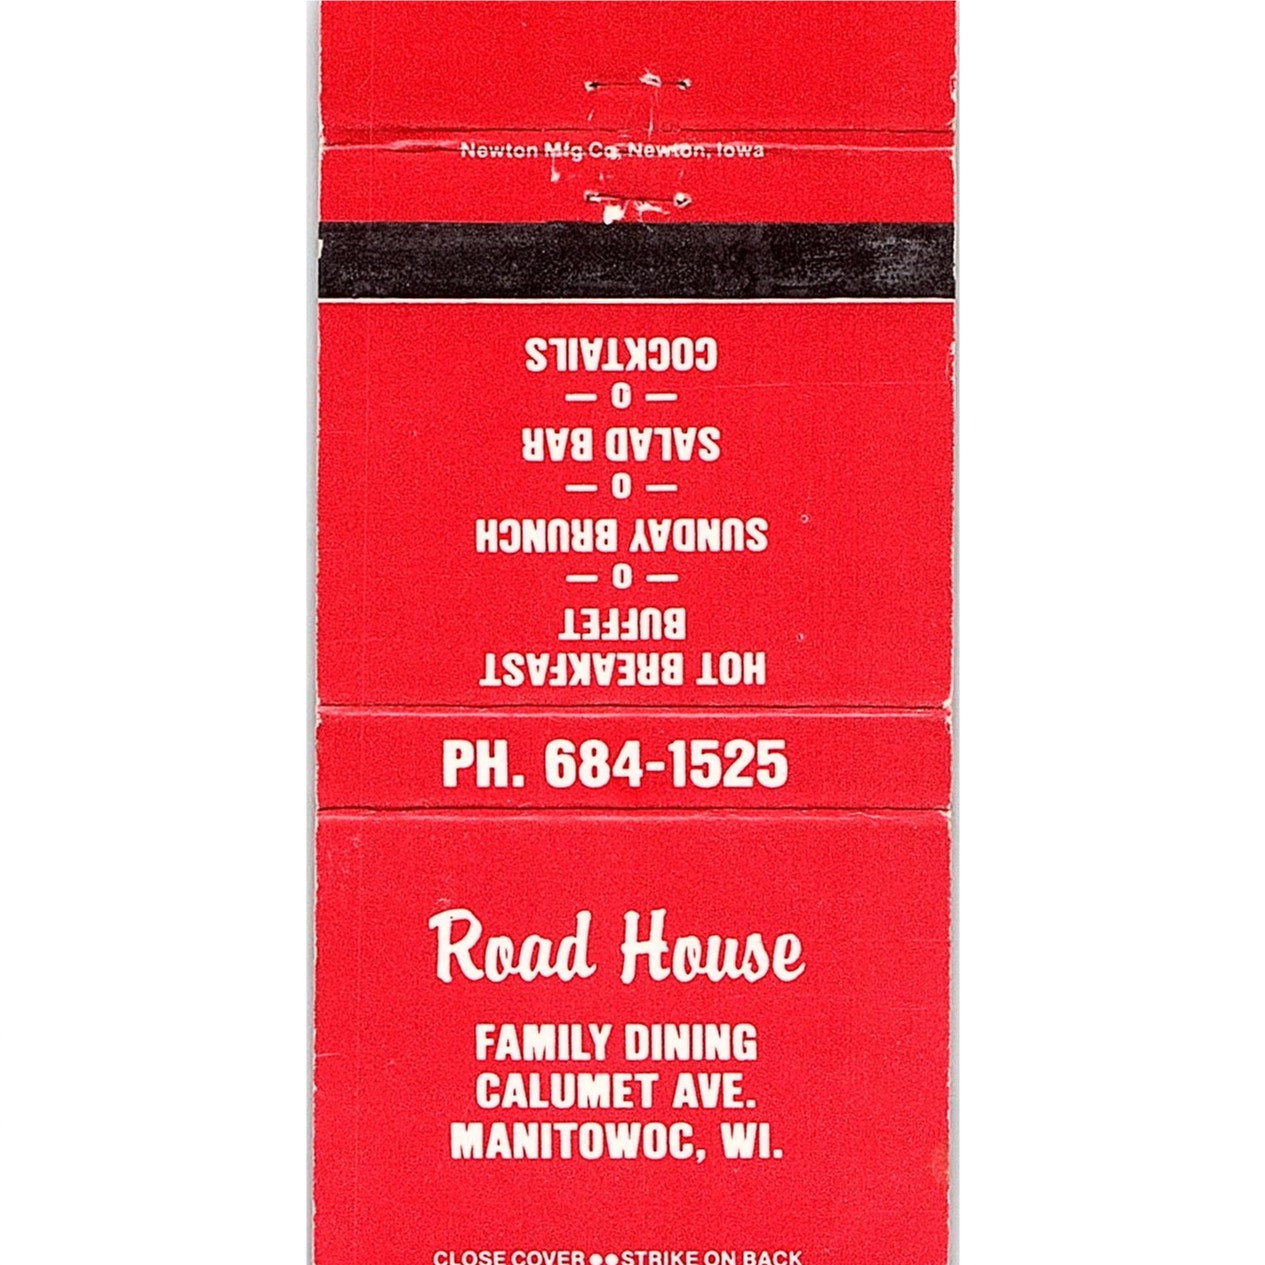 Newton Mfg Co, Newton, Iowa
HOT BREAKFAST
BUFFET
— O —
SUNDAY BRUNCH
— O —
SALAD BAR
— O —
COCKTAILS
PH. 684-1525
Road House
FAMILY DINING
CALUMET AVE.
MANITOWOC, WI.
CLOSE COVER●●STRIKE ON BACK